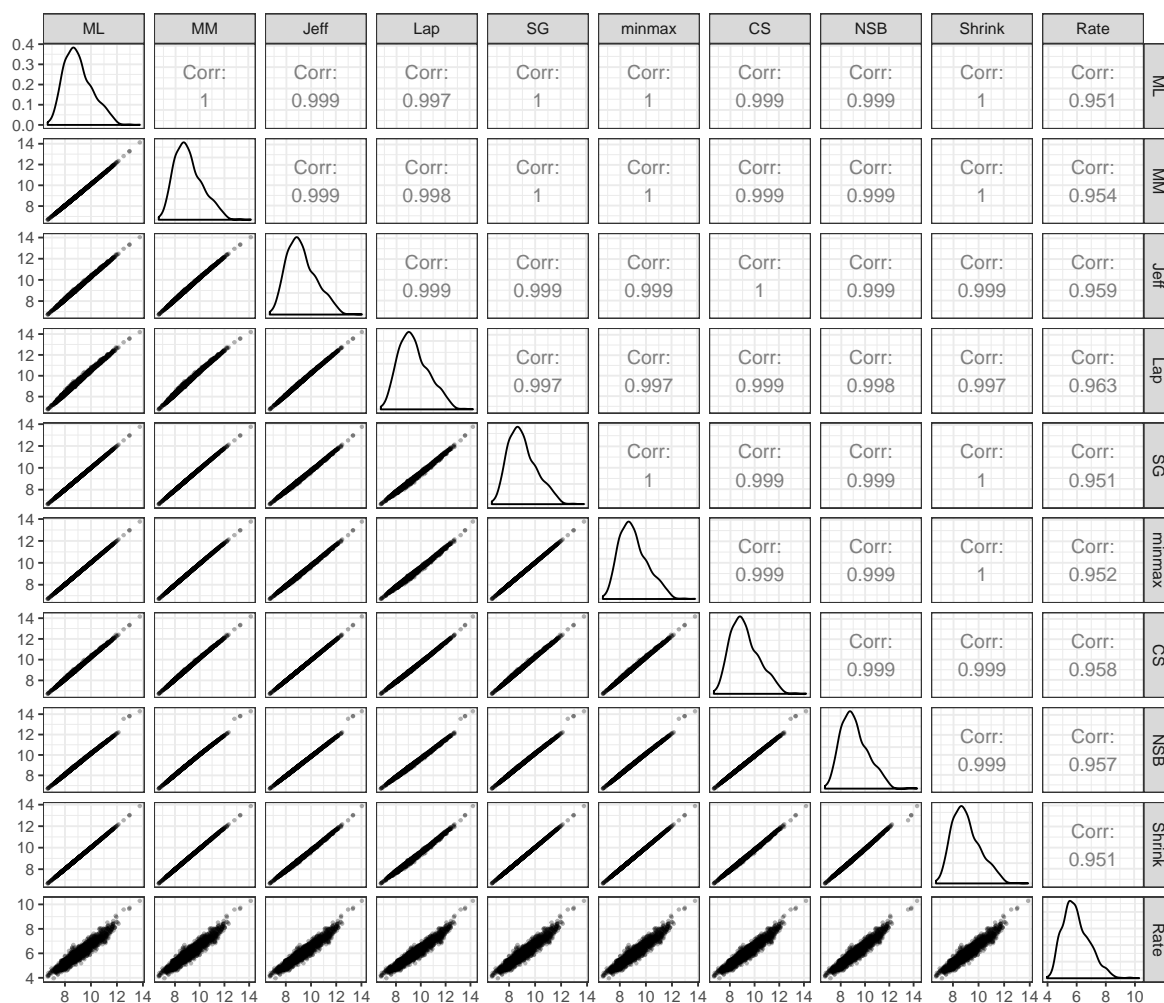 ML MM Jeff Lap SG minmax CS NSB Shrink Rate
0.4
0.3
0.2
0.1
0.0
Corr: Corr: Corr: Corr: Corr: Corr: Corr: Corr: Corr:
1 0.999 0.997 1 1 0.999 0.999 1 0.951
ML
14
12
10
8
Corr: Corr: Corr: Corr: Corr: Corr: Corr: Corr:
0.999 0.998 1 1 0.999 0.999 1 0.954
MM
14
12
10
8
Corr: Corr: Corr: Corr: Corr: Corr: Corr:
0.999 0.999 0.999 1 0.999 0.999 0.959
Jeff
14
12
10
8
Corr: Corr: Corr: Corr: Corr: Corr:
0.997 0.997 0.999 0.998 0.997 0.963
Lap
14
12
10
8
Corr: Corr: Corr: Corr: Corr:
1 0.999 0.999 1 0.951
SG
14
12
10
8
Corr: Corr: Corr: Corr:
0.999 0.999 1 0.952
minmax
14
12
10
8
Corr: Corr: Corr:
0.999 0.999 0.958
CS
14
12
10
8
Corr: Corr:
0.999 0.957
NSB
14
12
10
8
Corr:
0.951
Shrink
10
8
6
4
Rate
8 10 12 14 8 10 12 14 8 10 12 14 8 10 12 14 8 10 12 14 8 10 12 14 8 10 12 14 8 10 12 14 8 10 12 14 4 6 8 10